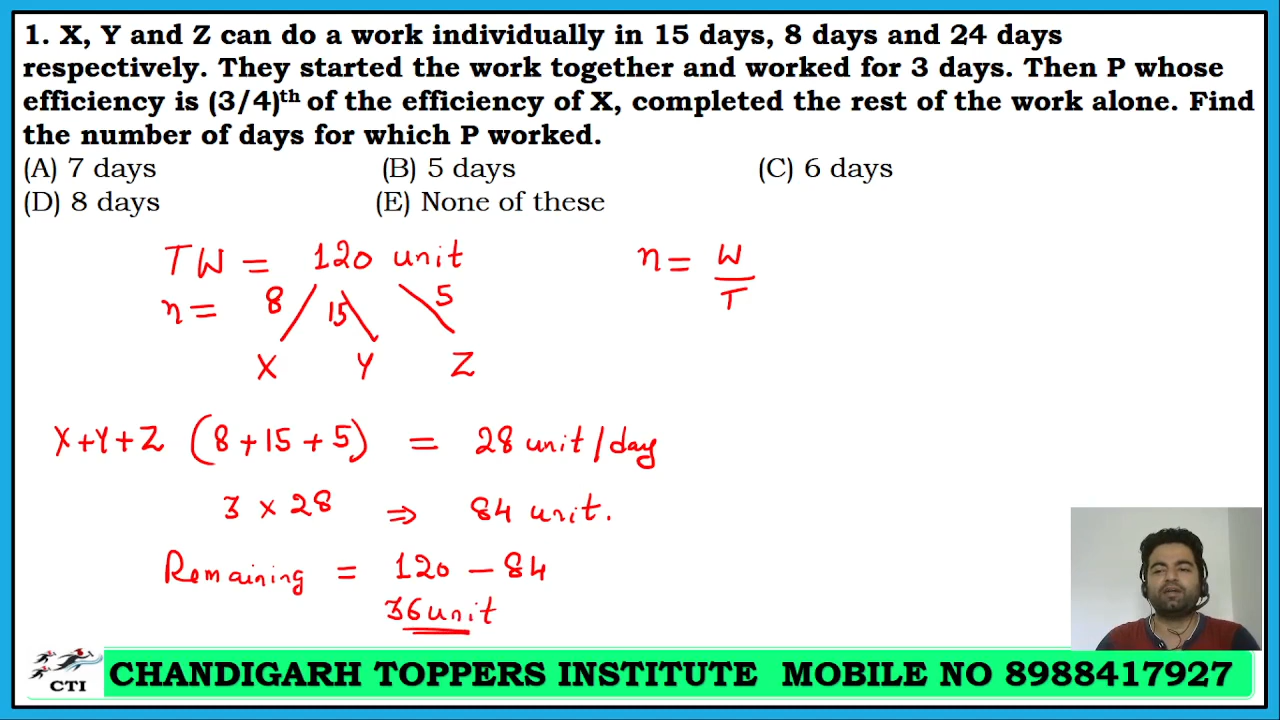 1. X, Y and Z can do a work individually in 15 days, 8 days and 24 days
respectively. They started the work together and worked for 3 days. Then P whose
efficiency is (3/4)th of the efficiency of X, completed the rest of the work alone. Find
the number of days for which P worked.
(A) 7 days (B) 5 days (C) 6 days
(D) 8 days (E) None of these
TW = 120 unit
η = W/T
η = 8 15 5
X Y Z
X+Y+Z (8+15+5) = 28 unit/day
3 × 28 ⇒ 84 unit.
Remaining = 120 – 84
36 unit
CTI
CHANDIGARH TOPPERS INSTITUTE MOBILE NO 8988417927